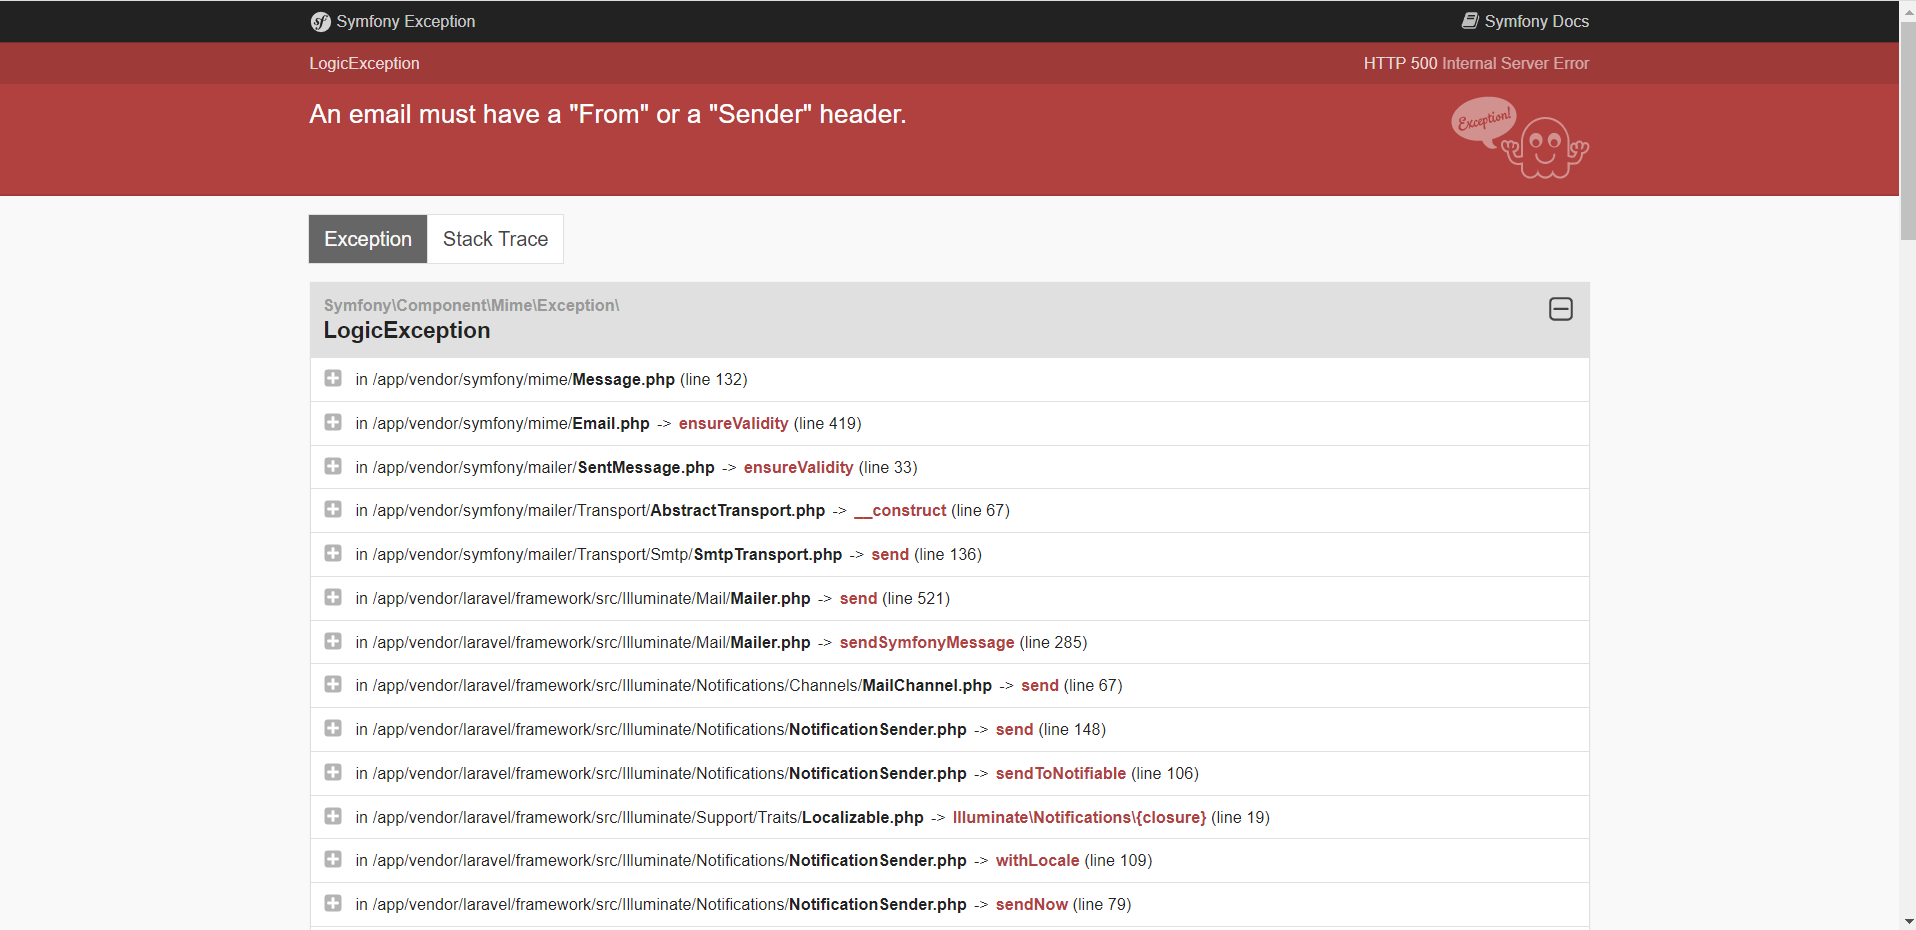 Symfony Exception
Symfony Docs
LogicException
HTTP 500 Internal Server Error
An email must have a "From" or a "Sender" header.
Exception!
Exception
Stack Trace
Symfony\Component\Mime\Exception\
LogicException
in /app/vendor/symfony/mime/Message.php (line 132)
in /app/vendor/symfony/mime/Email.php -> ensureValidity (line 419)
in /app/vendor/symfony/mailer/SentMessage.php -> ensureValidity (line 33)
in /app/vendor/symfony/mailer/Transport/AbstractTransport.php -> __construct (line 67)
in /app/vendor/symfony/mailer/Transport/Smtp/SmtpTransport.php -> send (line 136)
in /app/vendor/laravel/framework/src/Illuminate/Mail/Mailer.php -> send (line 521)
in /app/vendor/laravel/framework/src/Illuminate/Mail/Mailer.php -> sendSymfonyMessage (line 285)
in /app/vendor/laravel/framework/src/Illuminate/Notifications/Channels/MailChannel.php -> send (line 67)
in /app/vendor/laravel/framework/src/Illuminate/Notifications/NotificationSender.php -> send (line 148)
in /app/vendor/laravel/framework/src/Illuminate/Notifications/NotificationSender.php -> sendToNotifiable (line 106)
in /app/vendor/laravel/framework/src/Illuminate/Support/Traits/Localizable.php -> Illuminate\Notifications\{closure} (line 19)
in /app/vendor/laravel/framework/src/Illuminate/Notifications/NotificationSender.php -> withLocale (line 109)
in /app/vendor/laravel/framework/src/Illuminate/Notifications/NotificationSender.php -> sendNow (line 79)